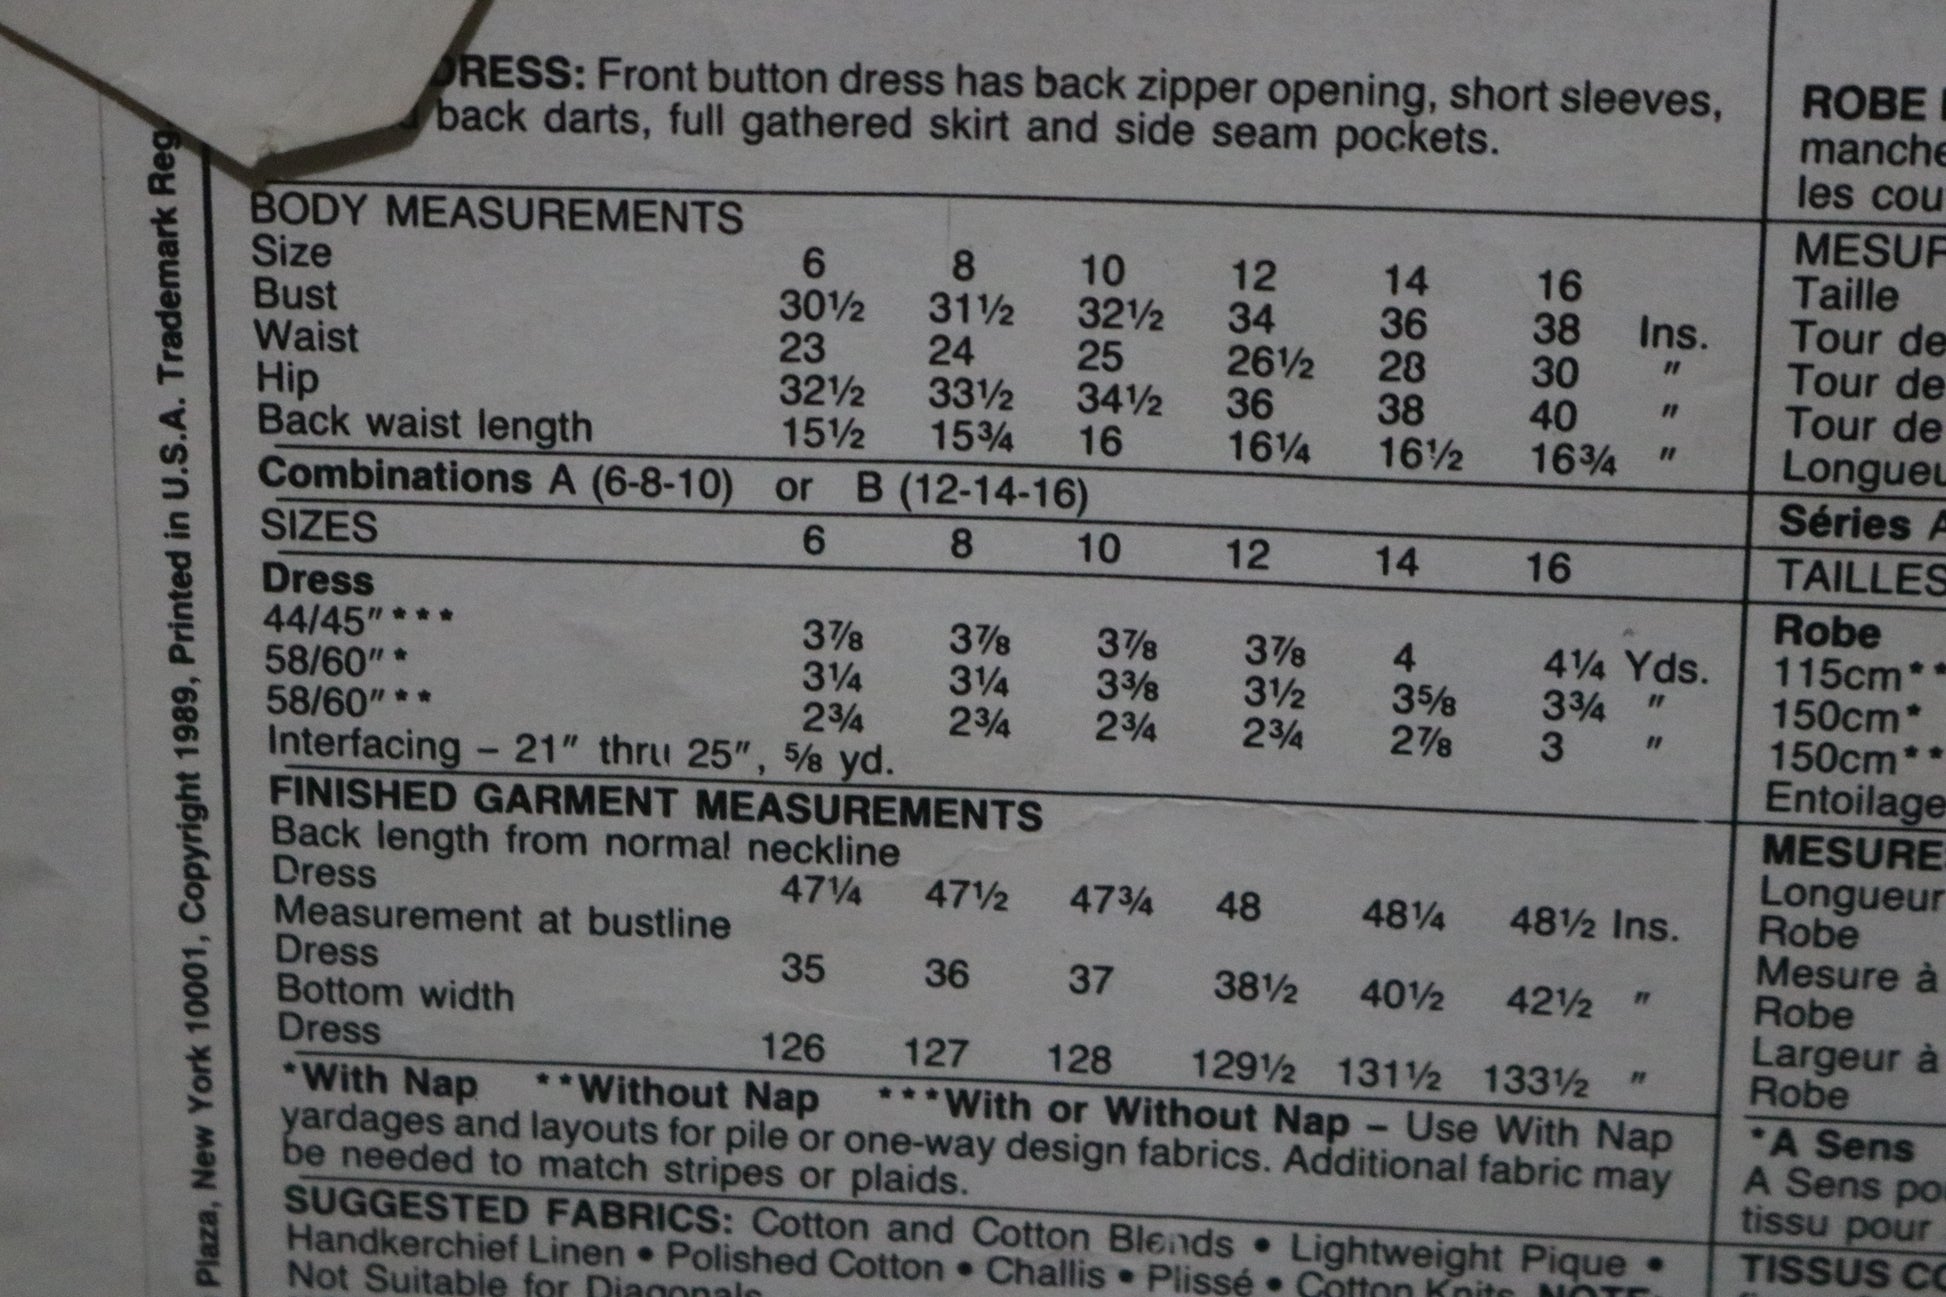 DRESS: Front button dress has back zipper opening, short sleeves,
back darts, full gathered skirt and side seam pockets.
BODY MEASUREMENTS
Size 6 8 10 12 14 16
Bust 30½ 31½ 32½ 34 36 38 Ins.
Waist 23 24 25 26½ 28 30 "
Hip 32½ 33½ 34½ 36 38 40 "
Back waist length 15½ 15¾ 16 16¼ 16½ 16¾ "
Combinations A (6-8-10) or B (12-14-16)
SIZES 6 8 10 12 14 16
Dress
44/45"*** 3⅞ 3⅞ 3⅞ 3⅞ 4 4¼ Yds.
58/60"* 3¼ 3¼ 3⅜ 3½ 3⅝ 3¾ "
58/60"** 2¾ 2¾ 2¾ 2¾ 2⅞ 3 "
Interfacing – 21" thru 25", ⅝ yd.
FINISHED GARMENT MEASUREMENTS
Back length from normal neckline
Dress 47¼ 47½ 47¾ 48 48¼ 48½ Ins.
Measurement at bustline
Dress 35 36 37 38½ 40½ 42½ "
Bottom width
Dress 126 127 128 129½ 131½ 133½ "
*With Nap **Without Nap ***With or Without Nap – Use With Nap
yardages and layouts for pile or one-way design fabrics. Additional fabric may
be needed to match stripes or plaids.
SUGGESTED FABRICS: Cotton and Cotton Blends • Lightweight Pique •
Handkerchief Linen • Polished Cotton • Challis • Plissé • Cotton Knits. NOTE:
Not Suitable for Diagonals
Plaza, New York 10001, Copyright 1989, Printed in U.S.A. Trademark Reg
ROBE
manche
les cou
MESUR
Taille
Tour de
Tour de
Tour de
Longueu
Séries A
TAILLES
Robe
115cm**
150cm*
150cm**
Entoilage
MESURE
Longueur
Robe
Mesure à
Robe
Largeur à
Robe
*A Sens
A Sens po
tissu pour
TISSUS CO